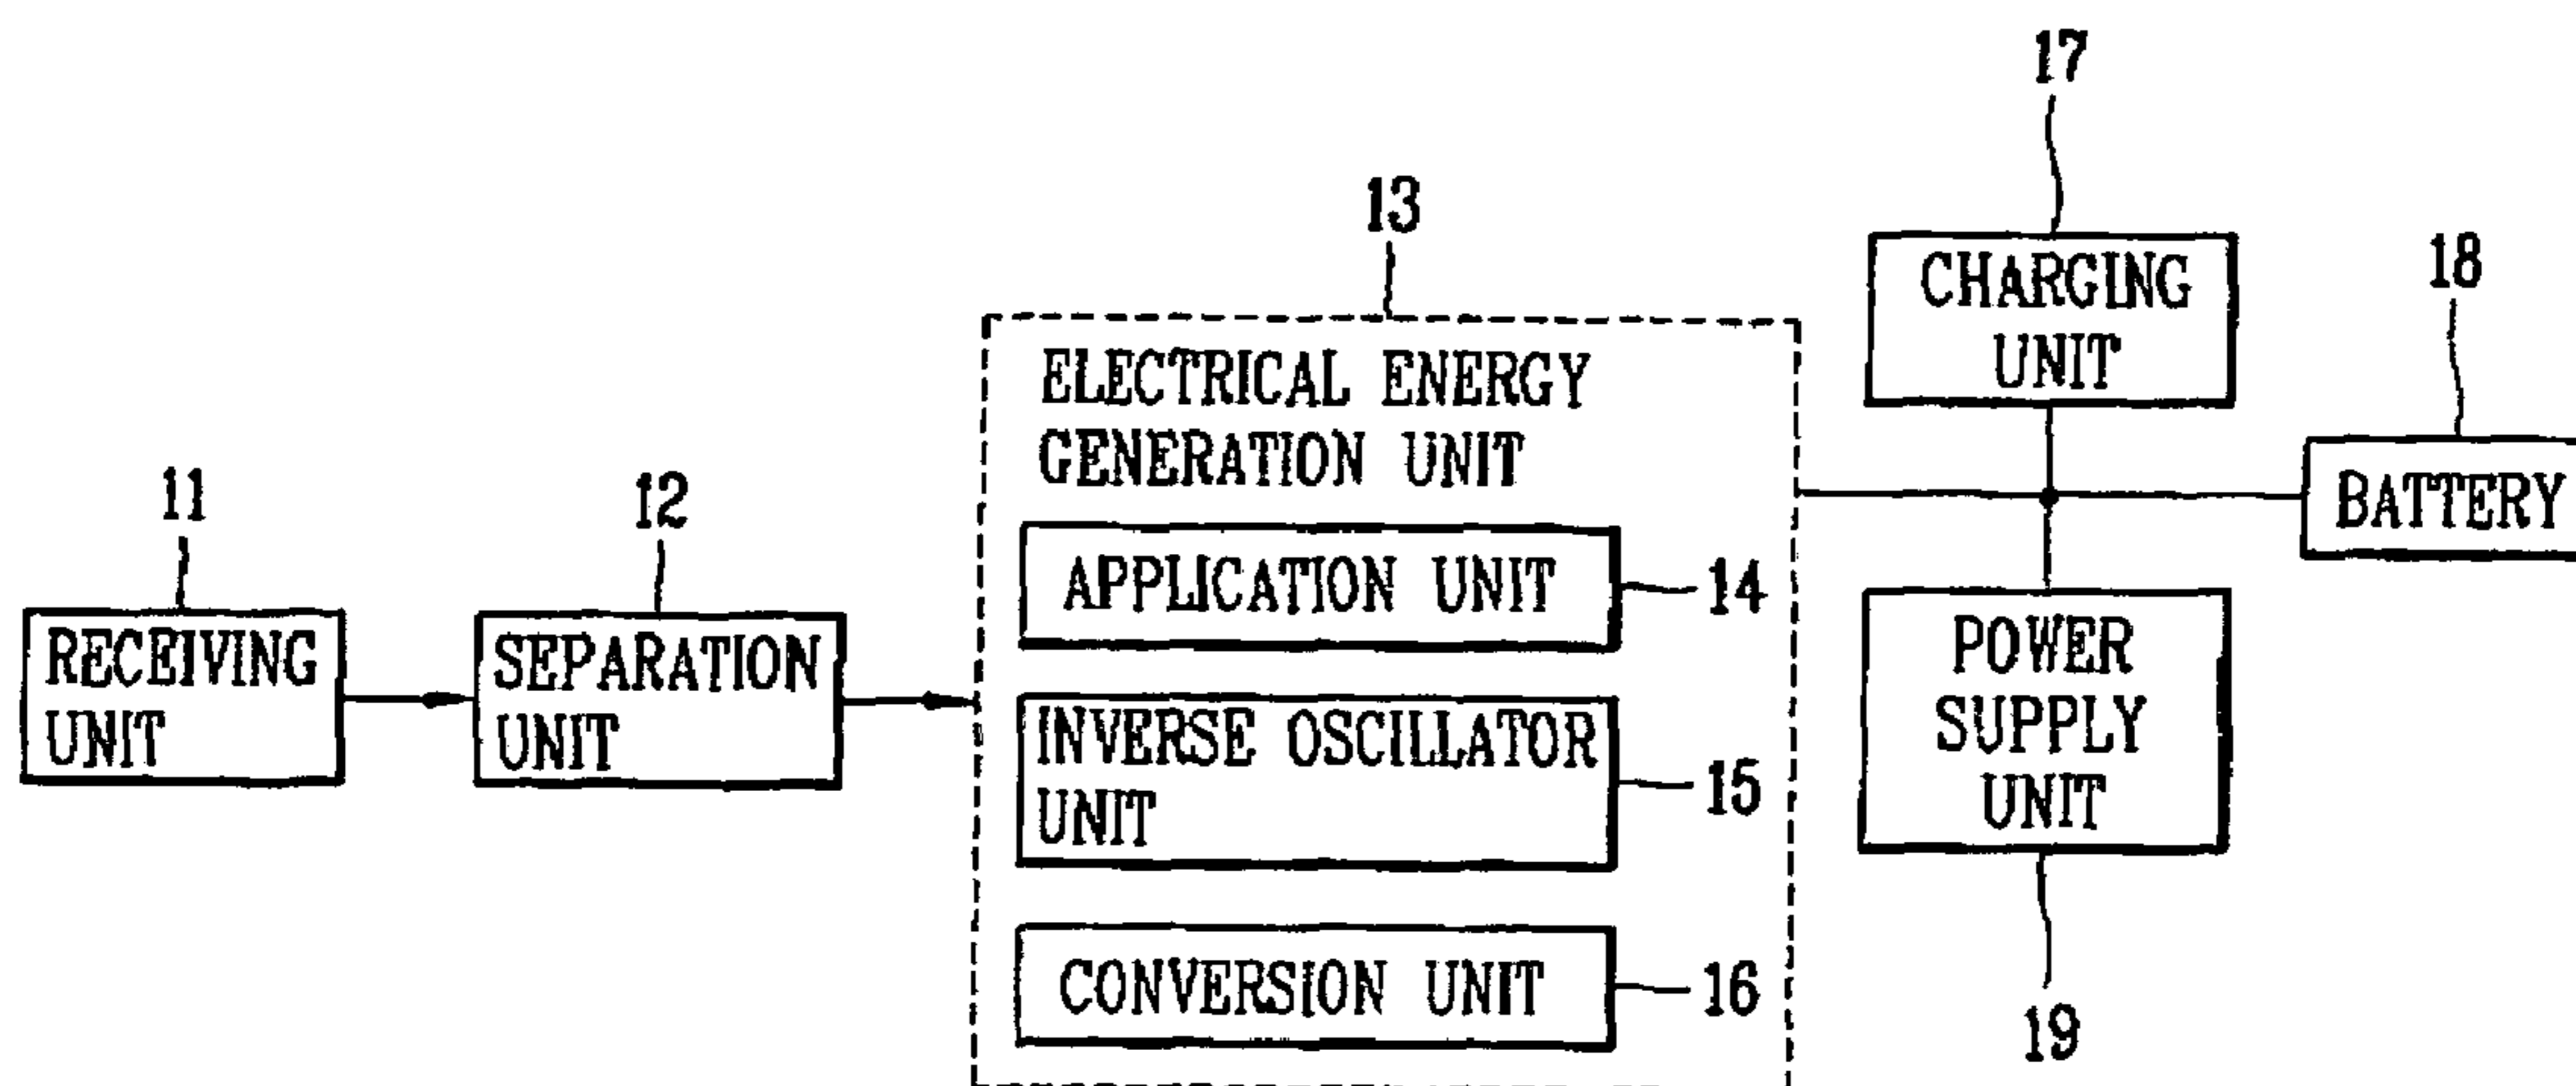 17
13
CHARGING
UNIT
18
ELECTRICAL ENERGY
GENERATION UNIT
11
12
BATTERY
APPLICATION UNIT
14
RECEIVING
UNIT
SEPARATION
UNIT
POWER
SUPPLY
UNIT
INVERSE OSCILLATOR
UNIT
15
CONVERSION UNIT
16
19